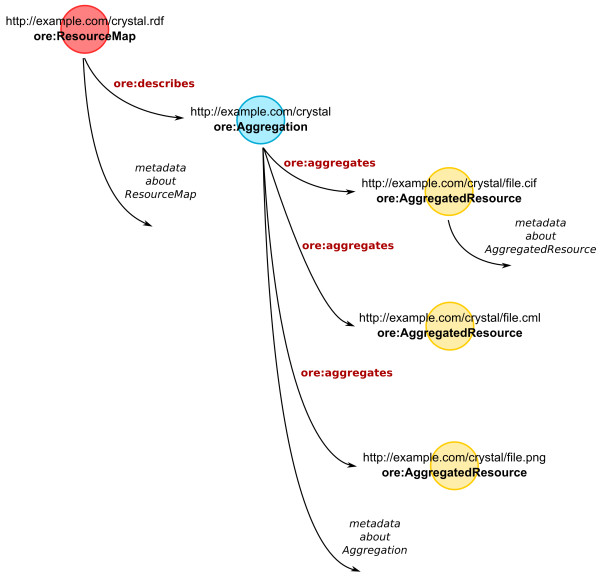 http://example.com/crystal.rdf
ore:ResourceMap
ore:describes
http://example.com/crystal
ore:Aggregation
metadata
about
ResourceMap
ore:aggregates
http://example.com/crystal/file.cif
ore:AggregatedResource
metadata
about
AggregatedResource
ore:aggregates
http://example.com/crystal/file.cml
ore:AggregatedResource
ore:aggregates
http://example.com/crystal/file.png
ore:AggregatedResource
metadata
about
Aggregation